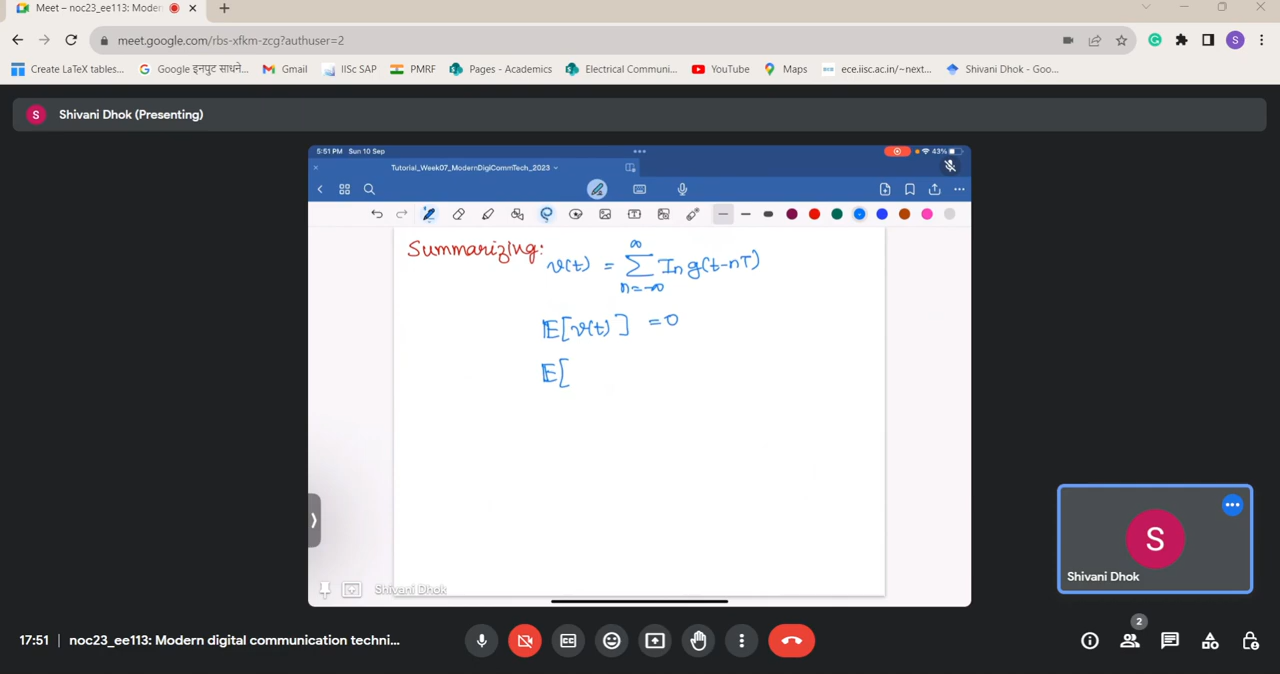 Meet – noc23_ee113: Modern
meet.google.com/rbs-xfkm-zcg?authuser=2
S
Create LaTeX tables...
Google इनपुट साधने...
Gmail
IISc SAP
PMRF
Pages - Academics
Electrical Communi...
YouTube
Maps
ece.iisc.ac.in/~next...
Shivani Dhok - Goo...
S Shivani Dhok (Presenting)
5:51 PM Sun 10 Sep
43%
Tutorial_Week07_ModernDigiCommTech_2023
Summarizing: v(t) = ∑_{n=-∞}^{∞} In g(t-nT)
𝔼[v(t)] = 0
𝔼[
Shivani Dhok
S
Shivani Dhok
17:51 | noc23_ee113: Modern digital communication techni...
2